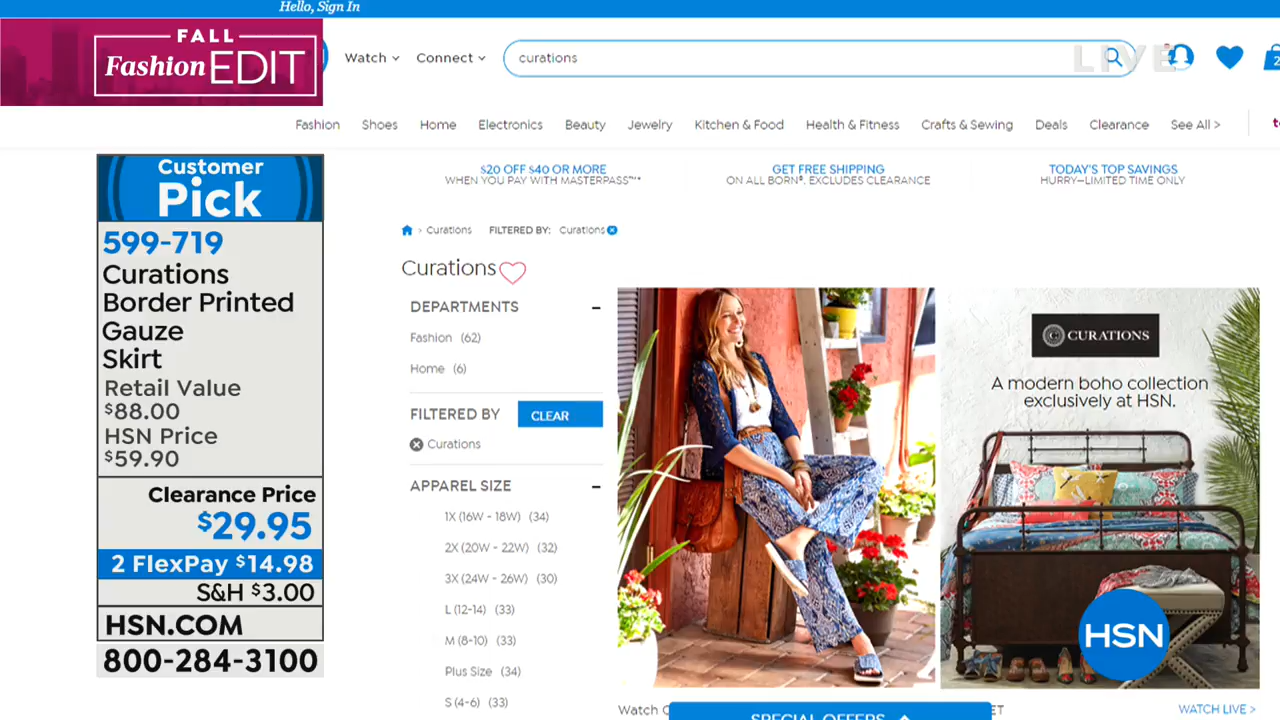 Hello, Sign In
FALL
Fashion EDIT
Watch
Connect
curations
LIVE
2
Fashion
Shoes
Home
Electronics
Beauty
Jewelry
Kitchen & Food
Health & Fitness
Crafts & Sewing
Deals
Clearance
See All >
$20 OFF $40 OR MORE
WHEN YOU PAY WITH MASTERPASS™*
GET FREE SHIPPING
ON ALL BORN®, EXCLUDES CLEARANCE
TODAY'S TOP SAVINGS
HURRY—LIMITED TIME ONLY
Customer
Pick
599-719
Curations
Border Printed
Gauze
Skirt
Retail Value
$88.00
HSN Price
$59.90
Clearance Price
$29.95
2 FlexPay $14.98
S&H $3.00
HSN.COM
800-284-3100
> Curations
FILTERED BY: Curations
Curations
DEPARTMENTS
Fashion (62)
Home (6)
FILTERED BY
CLEAR
Curations
APPAREL SIZE
1X (16W - 18W) (34)
2X (20W - 22W) (32)
3X (24W - 26W) (30)
L (12-14) (33)
M (8-10) (33)
Plus Size (34)
S (4-6) (33)
CURATIONS
A modern boho collection
exclusively at HSN.
HSN
Watch
SPECIAL OFFERS
WATCH LIVE >